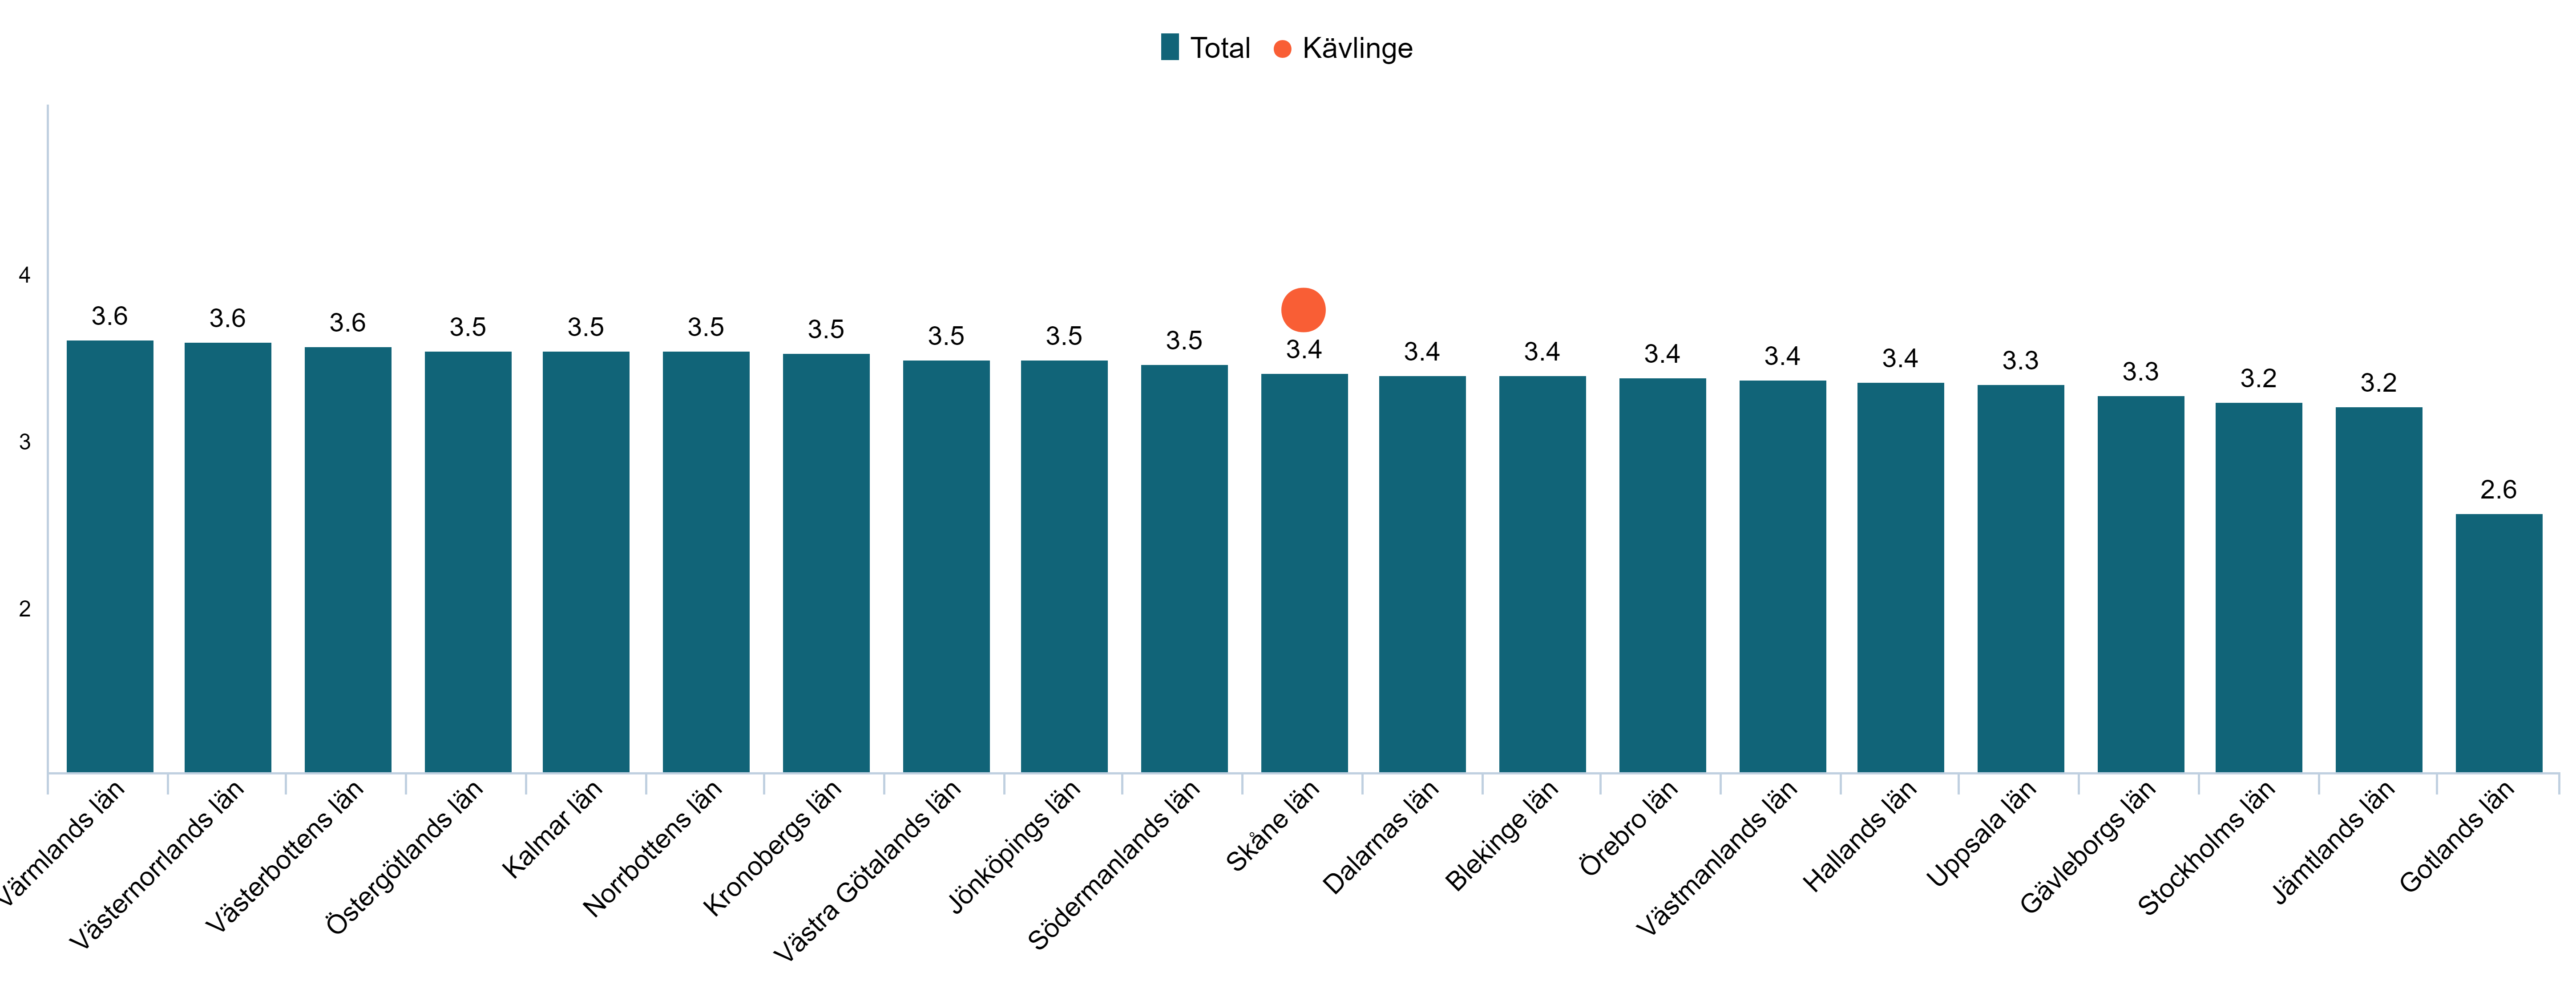 Total Kävlinge
4
3
2
3.6
3.6
3.6
3.5
3.5
3.5
3.5
3.5
3.5
3.5
3.4
3.4
3.4
3.4
3.4
3.4
3.3
3.3
3.2
3.2
2.6
Värmlands län
Västernorrlands län
Västerbottens län
Östergötlands län
Kalmar län
Norrbottens län
Kronobergs län
Västra Götalands län
Jönköpings län
Södermanlands län
Skåne län
Dalarnas län
Blekinge län
Örebro län
Västmanlands län
Hallands län
Uppsala län
Gävleborgs län
Stockholms län
Jämtlands län
Gotlands län